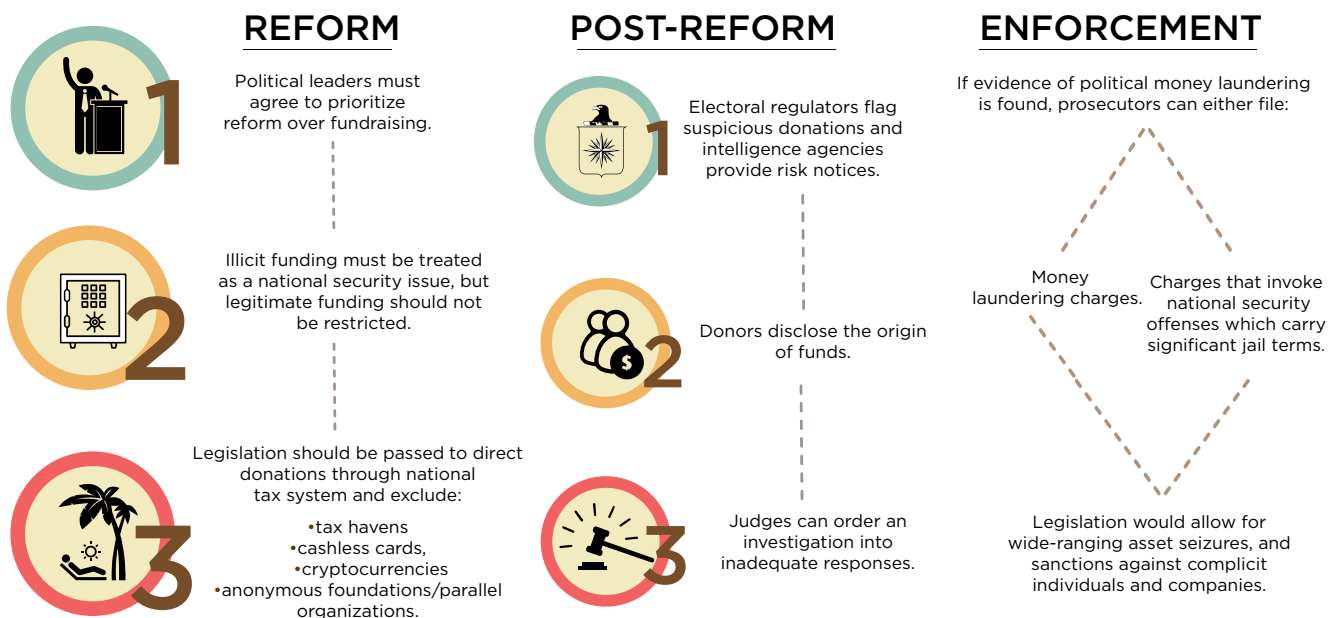 REFORM
1
Political leaders must
agree to prioritize
reform over fundraising.
2
Illicit funding must be treated
as a national security issue, but
legitimate funding should not
be restricted.
3
Legislation should be passed to direct
donations through national
tax system and exclude:
•tax havens
•cashless cards,
•cryptocurrencies
•anonymous foundations/parallel
organizations.
POST-REFORM
1
Electoral regulators flag
suspicious donations and
intelligence agencies
provide risk notices.
$
2
Donors disclose the origin
of funds.
3
Judges can order an
investigation into
inadequate responses.
ENFORCEMENT
If evidence of political money laundering
is found, prosecutors can either file:
Money
laundering charges.
Charges that invoke
national security
offenses which carry
significant jail terms.
Legislation would allow for
wide-ranging asset seizures, and
sanctions against complicit
individuals and companies.